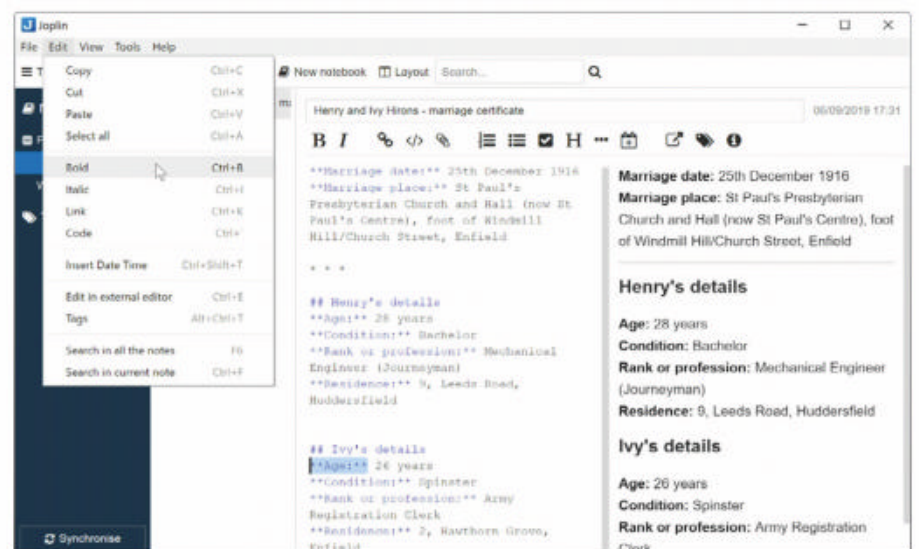 Joplin
File Edit View Tools Help
Copy Ctrl+C
Cut Ctrl+X
Paste Ctrl+V
Select all Ctrl+A
Bold Ctrl+B
Italic Ctrl+I
Link Ctrl+K
Code Ctrl+`
Insert Date Time Ctrl+Shift+T
Edit in external editor Ctrl+E
Tags Alt+Ctrl+T
Search in all the notes F6
Search in current note Ctrl+F
Synchronise
New notebook Layout Search...
Henry and Ivy Hirons - marriage certificate 06/09/2019 17:31
B I H
**Marriage date:** 25th December 1916
**Marriage place:** St Paul's
Presbyterian Church and Hall (now St
Paul's Centre), foot of Windmill
Hill/Church Street, Enfield
* * *
## Henry's details
**Age:** 28 years
**Condition:** Bachelor
**Rank or profession:** Mechanical
Engineer (Journeyman)
**Residence:** 9, Leeds Road,
Huddersfield
## Ivy's details
**Age:** 26 years
**Condition:** Spinster
**Rank or profession:** Army
Registration Clerk
**Residence:** 2, Hawthorn Grove,
Enfield
Marriage date: 25th December 1916
Marriage place: St Paul's Presbyterian
Church and Hall (now St Paul's Centre), foot
of Windmill Hill/Church Street, Enfield
Henry's details
Age: 28 years
Condition: Bachelor
Rank or profession: Mechanical Engineer
(Journeyman)
Residence: 9, Leeds Road, Huddersfield
Ivy's details
Age: 26 years
Condition: Spinster
Rank or profession: Army Registration
Clerk